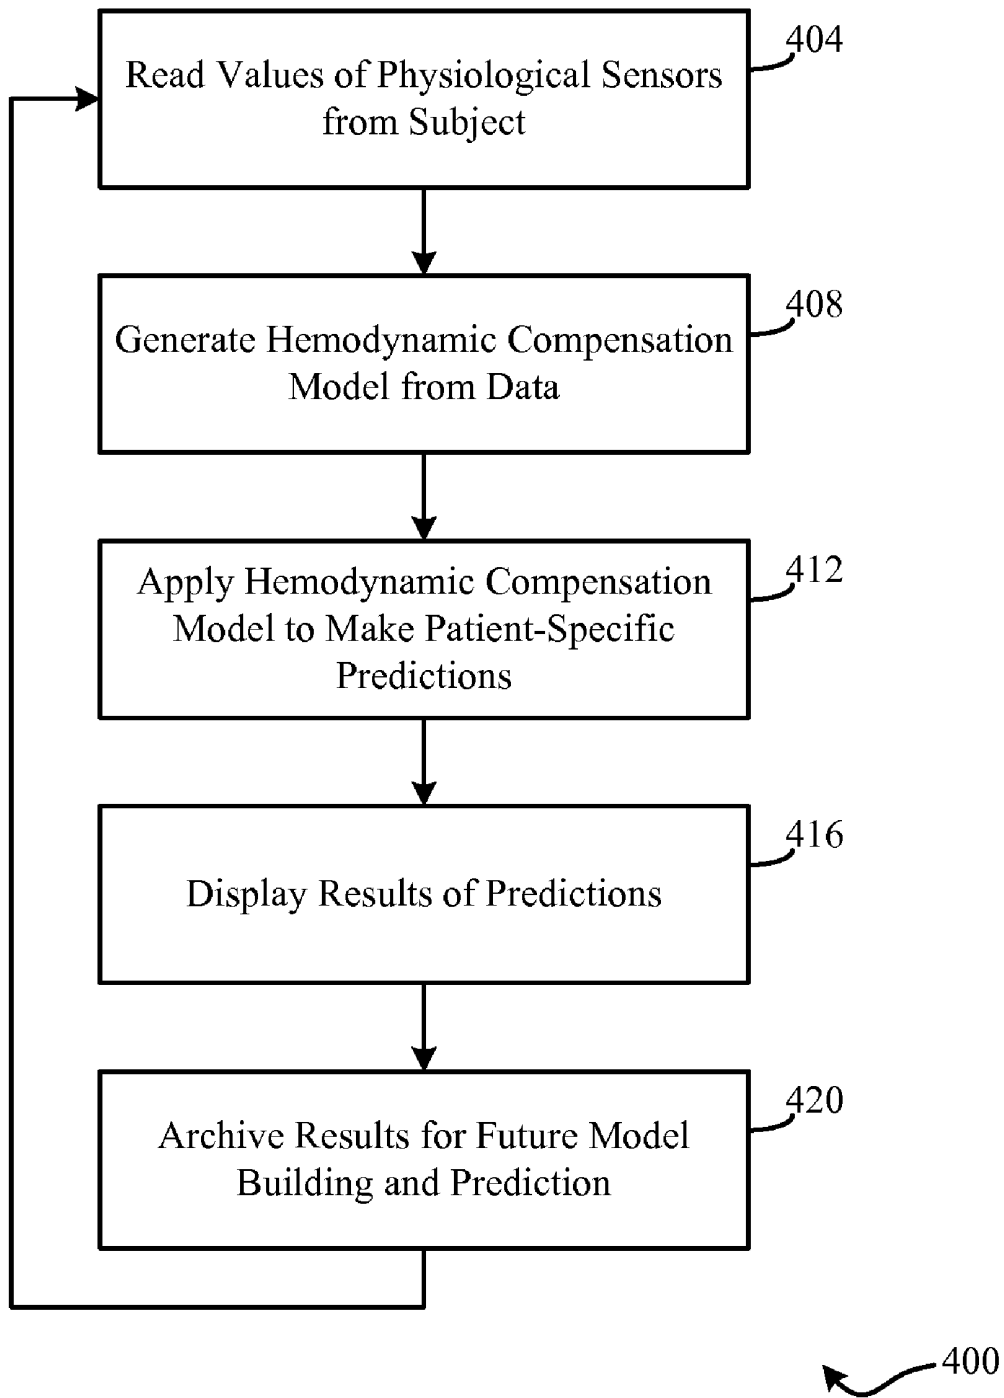 404
Read Values of Physiological Sensors
from Subject
408
Generate Hemodynamic Compensation
Model from Data
412
Apply Hemodynamic Compensation
Model to Make Patient-Specific
Predictions
416
Display Results of Predictions
420
Archive Results for Future Model
Building and Prediction
400